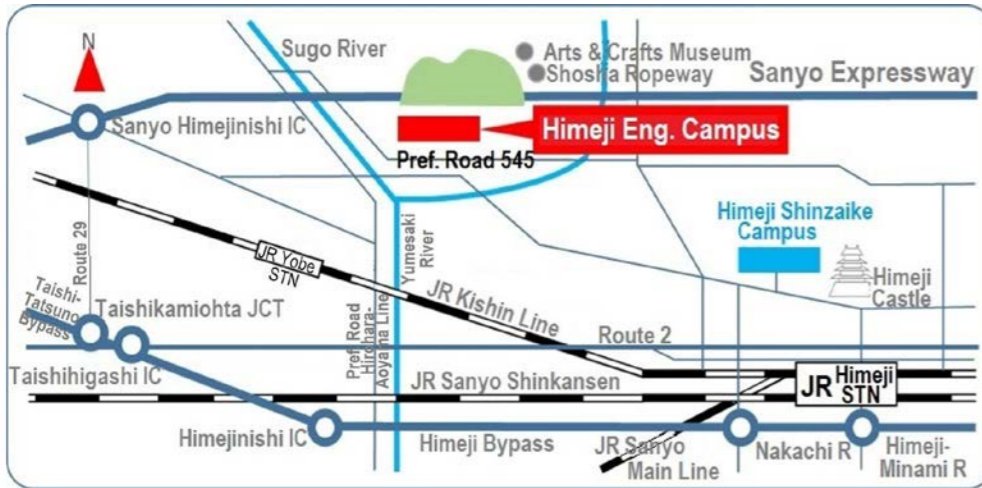 N
Sugo River
Arts & Crafts Museum
Shosha Ropeway
Sanyo Expressway
Sanyo Himejinishi IC
Himeji Eng. Campus
Pref. Road 545
Himeji Shinzaike
Campus
Route 29
JR Yobe
STN
Yumesaki
River
Himeji
Castle
Taishi-
Tatsuno
Bypass
Taishikamiohta JCT
JR Kishin Line
Route 2
Pref. Road
Hirohara-
Aoyama Line
Taishihigashi IC
JR Sanyo Shinkansen
JR Himeji
STN
Himejinishi IC
Himeji Bypass
JR Sanyo
Main Line
Nakachi R
Himeji-
Minami R